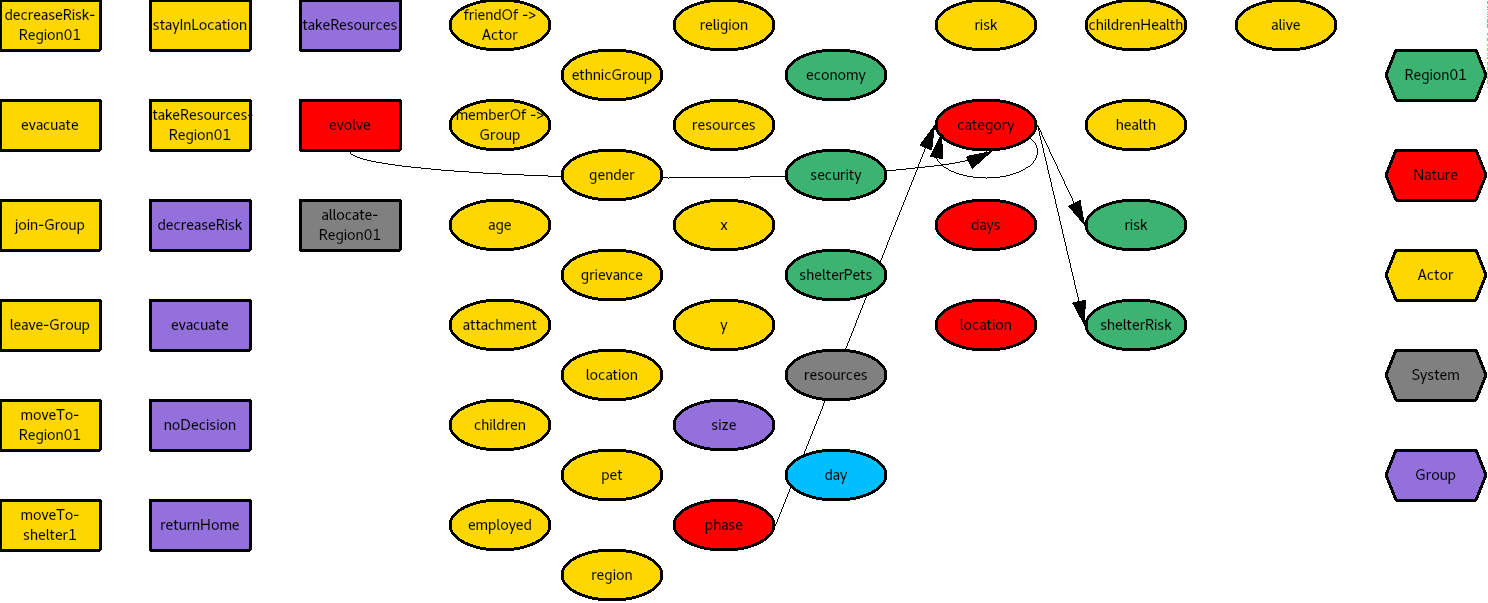 decreaseRisk-
Region01
stayInLocation
takeResources
friendOf ->
Actor
religion
risk
childrenHealth
alive
ethnicGroup
economy
Region01
evacuate
takeResources-
Region01
evolve
memberOf ->
Group
resources
category
health
gender
security
Nature
join-Group
decreaseRisk
allocate-
Region01
age
x
days
risk
grievance
shelterPets
Actor
leave-Group
evacuate
attachment
y
location
shelterRisk
location
resources
System
moveTo-
Region01
noDecision
children
size
pet
day
Group
moveTo-
shelter1
returnHome
employed
phase
region